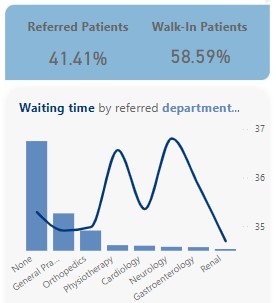 Referred Patients Walk-In Patients
41.41% 58.59%
Waiting time by referred department...
37
36
35
None
General Pra...
Orthopedics
Physiotherapy
Cardiology
Neurology
Gastroenterology
Renal